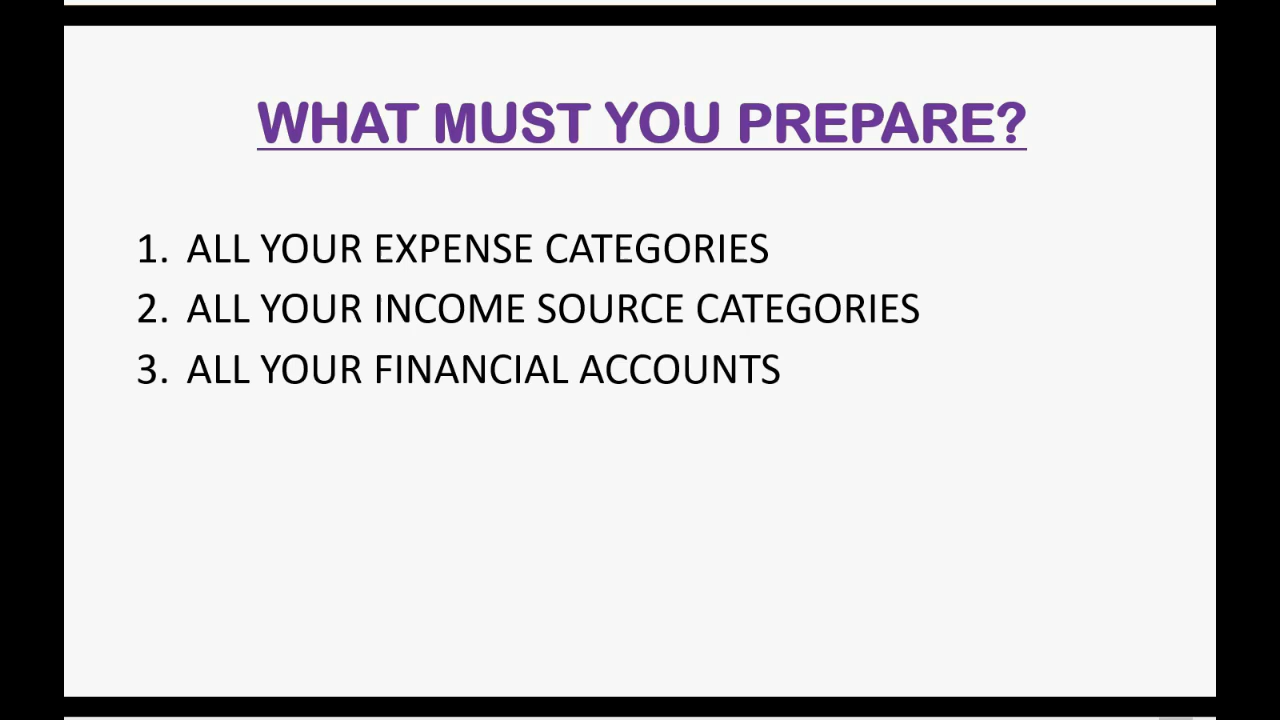 WHAT MUST YOU PREPARE?
1. ALL YOUR EXPENSE CATEGORIES
2. ALL YOUR INCOME SOURCE CATEGORIES
3. ALL YOUR FINANCIAL ACCOUNTS